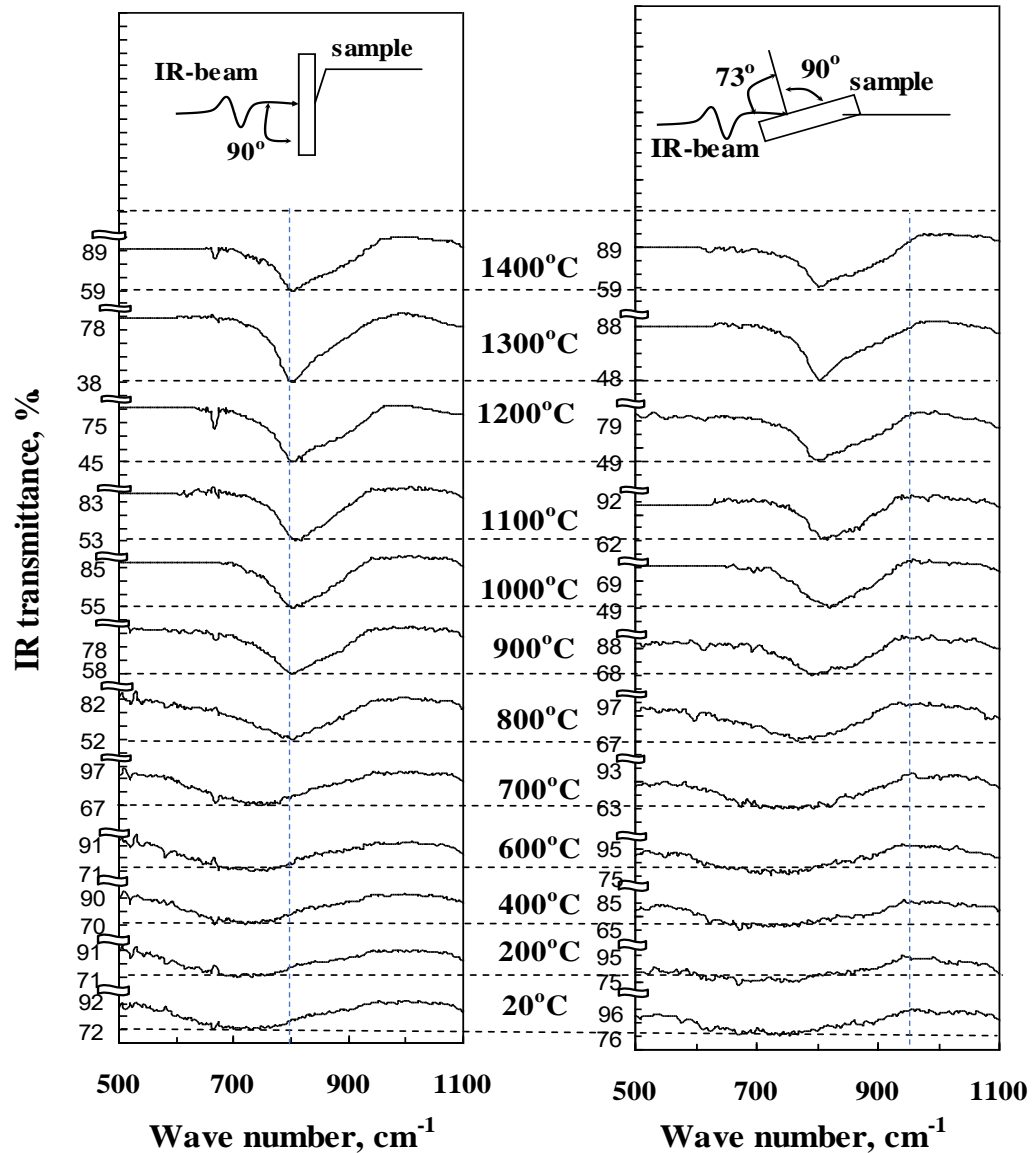 IR transmittance, %
IR-beam
sample
90°
89
59
78
38
75
45
83
53
85
55
78
58
82
52
97
67
91
71
90
70
91
71
92
72
500 700 900 1100
Wave number, cm-1
1400°C
1300°C
1200°C
1100°C
1000°C
900°C
800°C
700°C
600°C
400°C
200°C
20°C
73°
90°
sample
IR-beam
89
59
88
48
79
49
92
62
69
49
88
68
97
67
93
63
95
75
85
65
95
75
96
76
500 700 900 1100
Wave number, cm-1